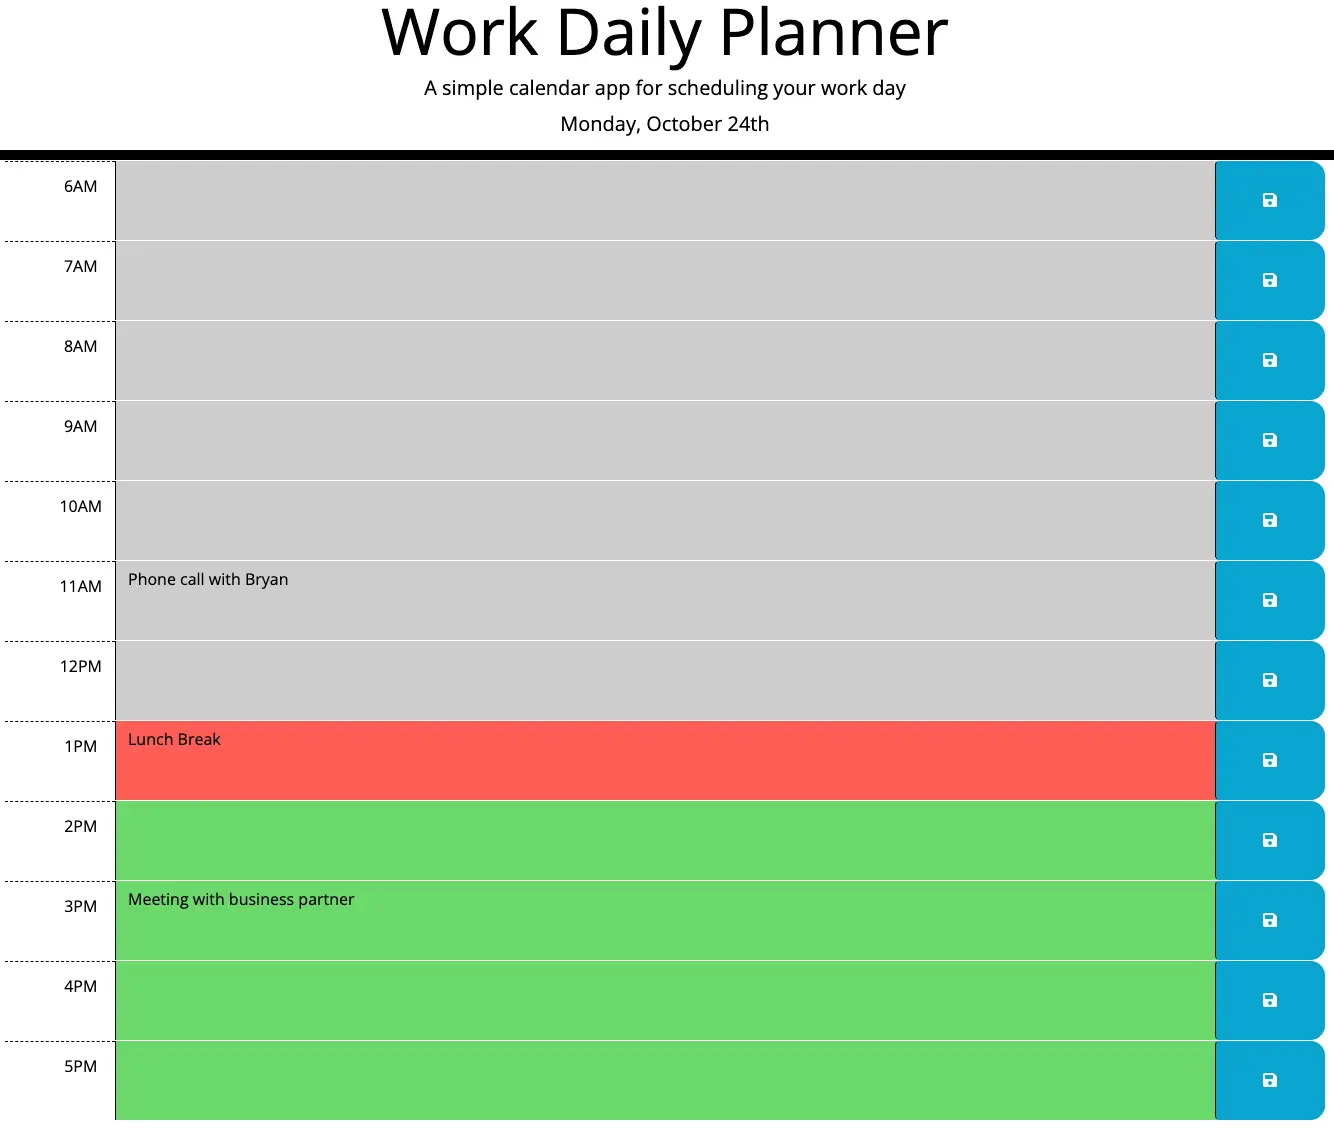 Work Daily Planner
A simple calendar app for scheduling your work day
Monday, October 24th
6AM
7AM
8AM
9AM
10AM
11AM Phone call with Bryan
12PM
1PM Lunch Break
2PM
3PM Meeting with business partner
4PM
5PM